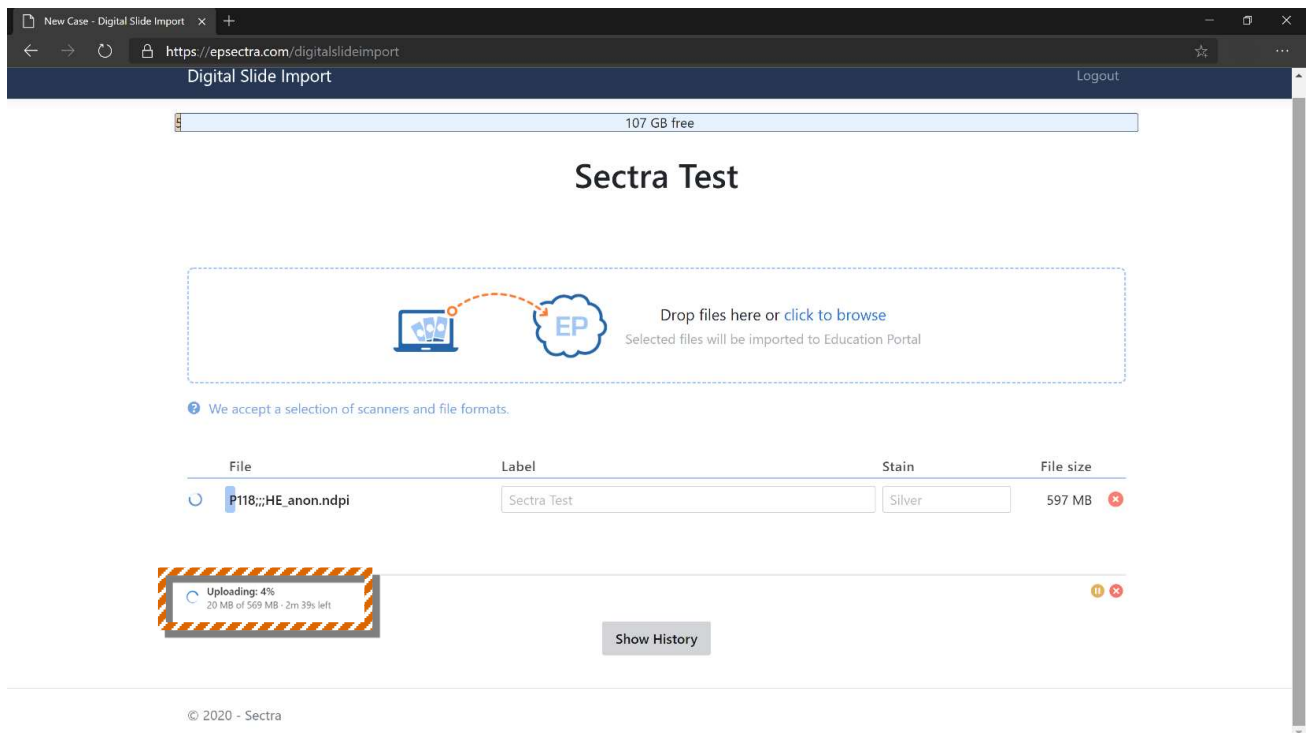 New Case - Digital Slide Import
https://epsectra.com/digitalslideimport
Digital Slide Import Logout
5 107 GB free
Sectra Test
EP
Drop files here or click to browse
Selected files will be imported to Education Portal
We accept a selection of scanners and file formats.
File Label Stain File size
P118;;;HE_anon.ndpi Sectra Test Silver 597 MB
Uploading: 4%
20 MB of 569 MB · 2m 39s left
Show History
© 2020 - Sectra